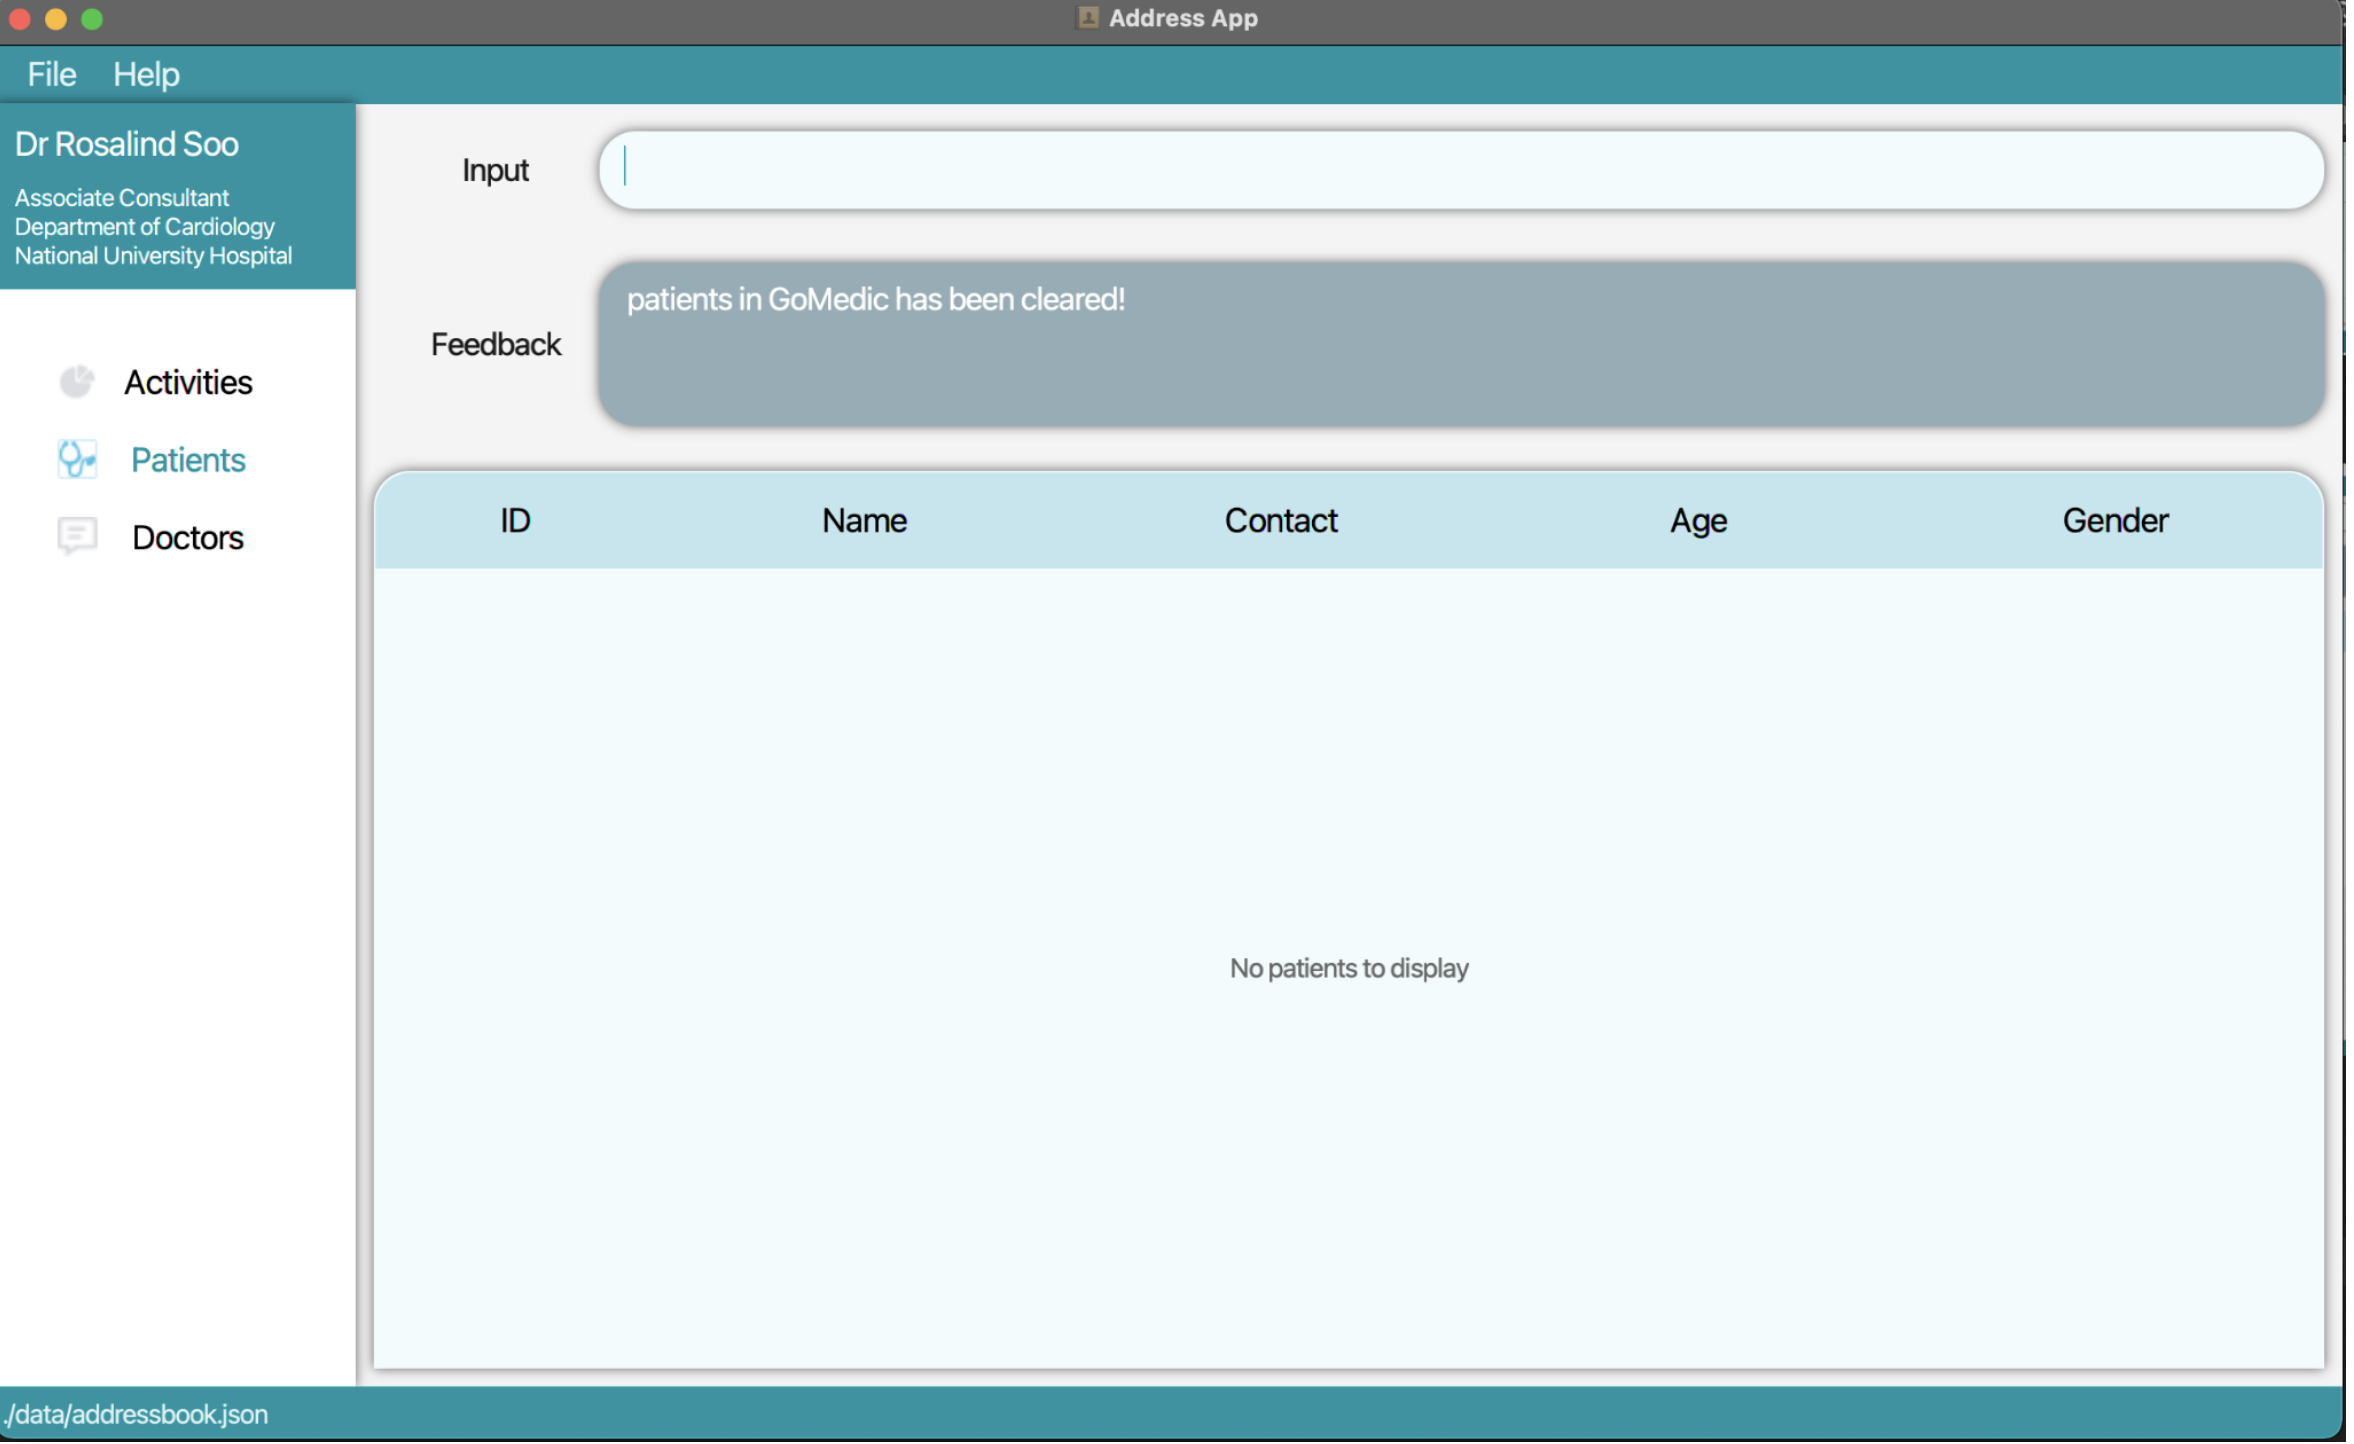 Address App
File Help
Dr Rosalind Soo
Associate Consultant
Department of Cardiology
National University Hospital
Activities
Patients
Doctors
Input
Feedback
patients in GoMedic has been cleared!
ID Name Contact Age Gender
No patients to display
./data/addressbook.json